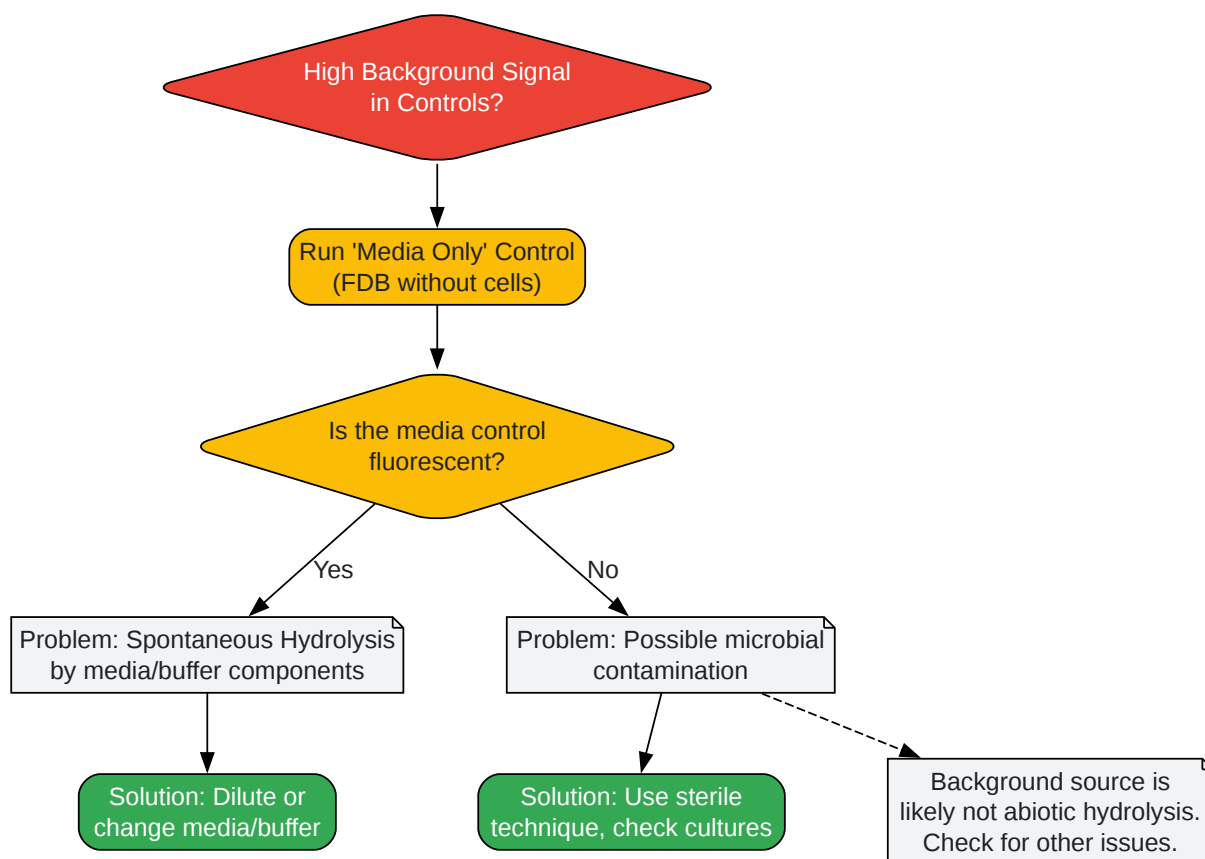 High Background Signal
in Controls?
Run 'Media Only' Control
(FDB without cells)
Is the media control
fluorescent?
Yes
No
Problem: Spontaneous Hydrolysis
by media/buffer components
Problem: Possible microbial
contamination
Solution: Dilute or
change media/buffer
Solution: Use sterile
technique, check cultures
Background source is
likely not abiotic hydrolysis.
Check for other issues.